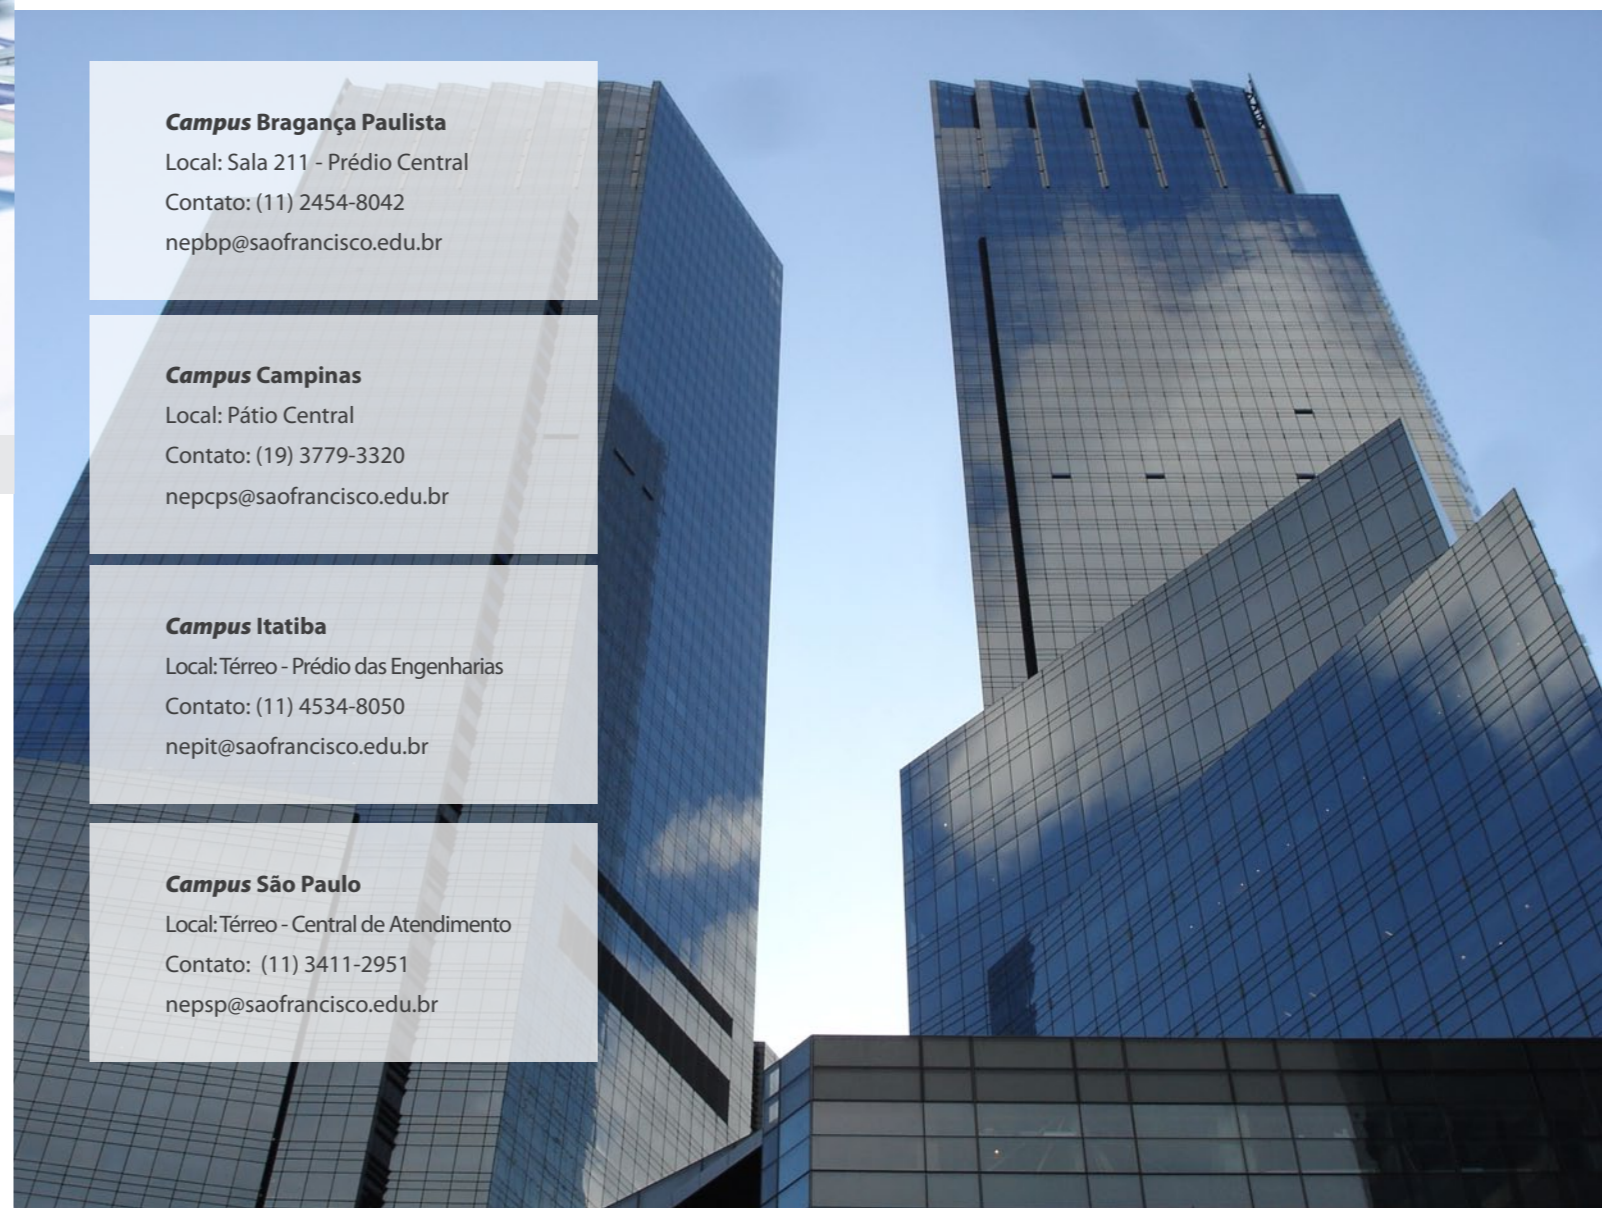 Campus Bragança Paulista
Local: Sala 211 - Prédio Central
Contato: (11) 2454-8042
nepbp@saofrancisco.edu.br
Campus Campinas
Local: Pátio Central
Contato: (19) 3779-3320
nepcps@saofrancisco.edu.br
Campus Itatiba
Local: Térreo - Prédio das Engenharias
Contato: (11) 4534-8050
nepit@saofrancisco.edu.br
Campus São Paulo
Local: Térreo - Central de Atendimento
Contato: (11) 3411-2951
nepsp@saofrancisco.edu.br